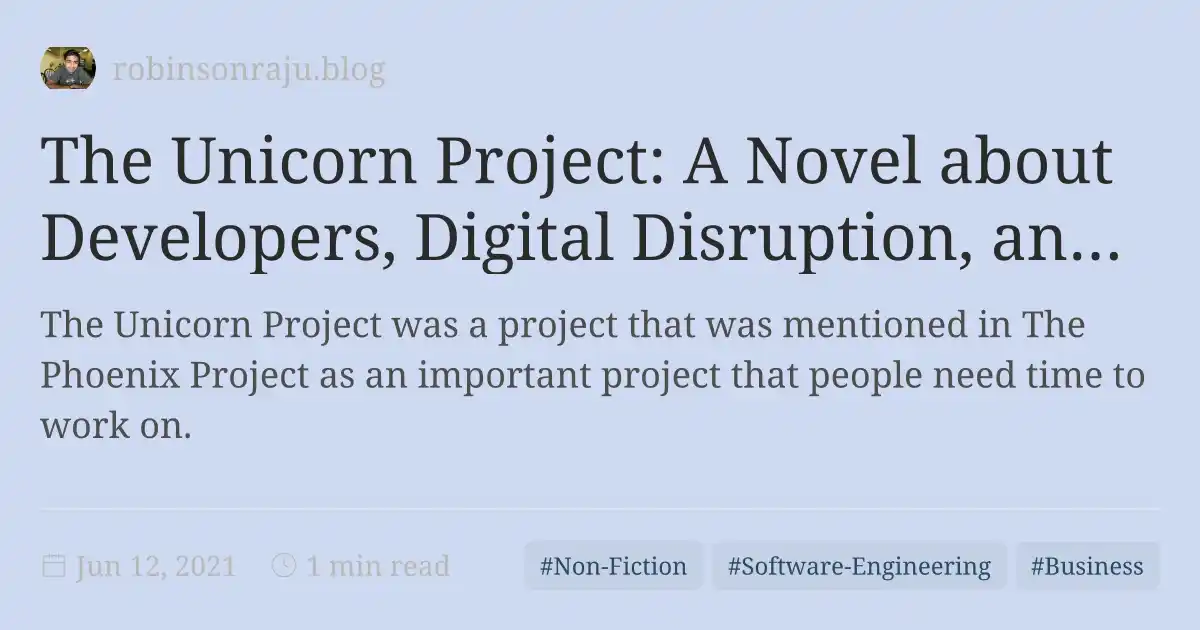 robinsonraju.blog
The Unicorn Project: A Novel about
Developers, Digital Disruption, an...
The Unicorn Project was a project that was mentioned in The
Phoenix Project as an important project that people need time to
work on.
Jun 12, 2021 1 min read #Non-Fiction #Software-Engineering #Business